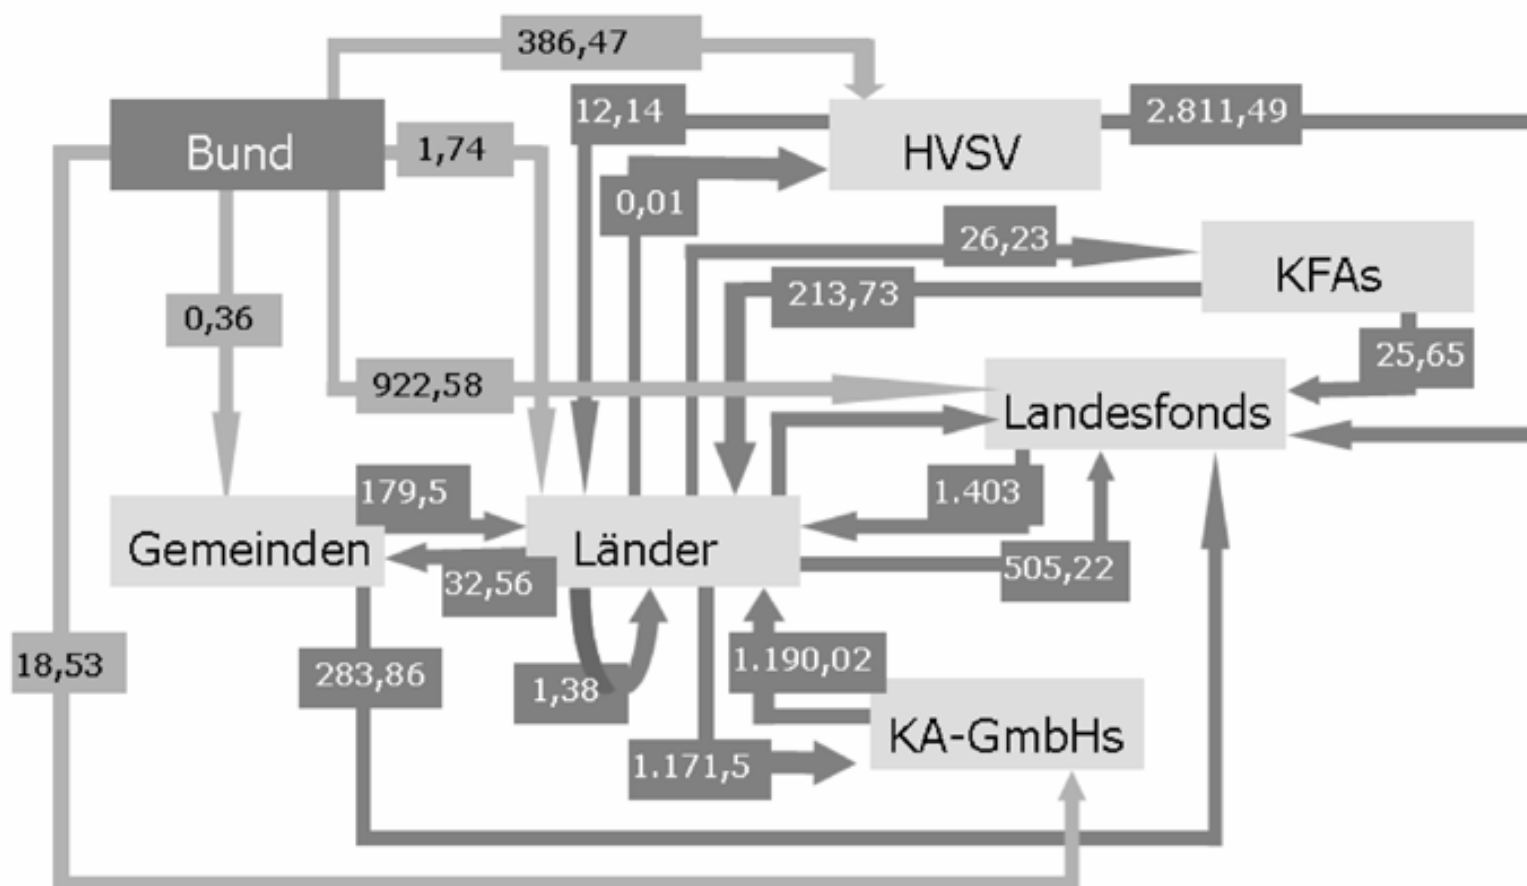 386,47
12,14
2.811,49
Bund
1,74
HVSV
0,01
26,23
KFAs
213,73
0,36
25,65
922,58
Landesfonds
179,5
1.403
Gemeinden
Länder
32,56
505,22
18,53
283,86
1,38
1.190,02
KA-GmbHs
1.171,5